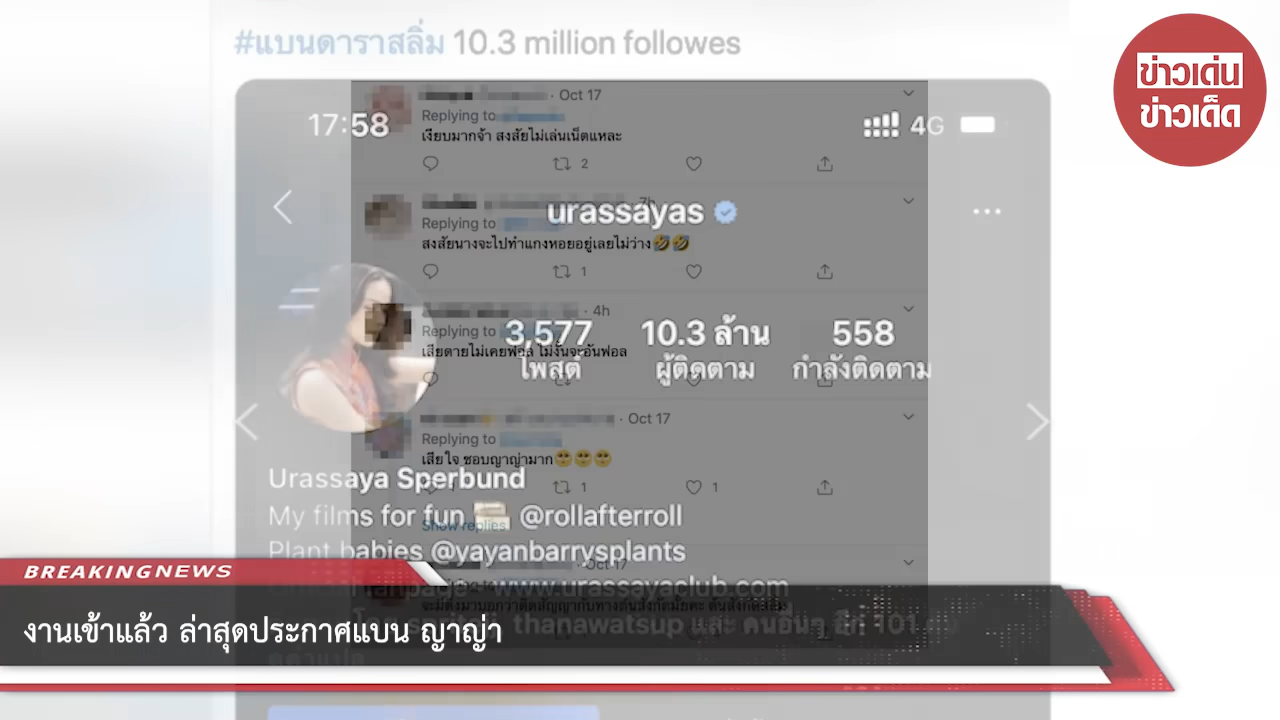 #แบนดาราสลิ่ม 10.3 million followes
ข่าวเด่น
ข่าวเด็ด
· Oct 17
Replying to
เงียบมากจ้า สงสัยไม่เล่นเน็ตแหละ
17:58
4G
2
7h
urassayas
Replying to
สงสัยนางจะไปทำแกงหอยอยู่เลยไม่ว่าง🤣🤣
1
· 4h
Replying to
3,577 10.3 ล้าน 558
เสียดายไม่เคยฟอล ไม่งั้นจะอันฟอล
โพสต์ ผู้ติดตาม กำลังติดตาม
· Oct 17
Replying to
เสียใจ ชอบญาญ่ามาก🥺🥺🥺
1 1 1
Urassaya Sperbund
My films for fun @rollafterroll
Show replies
Plant babies @yayanbarrysplants
· Oct 17
www.urassayaclub.com
thanawatsup และ คนอื่นๆ อีก 101
BREAKING NEWS
งานเข้าแล้ว ล่าสุดประกาศแบน ญาญ่า